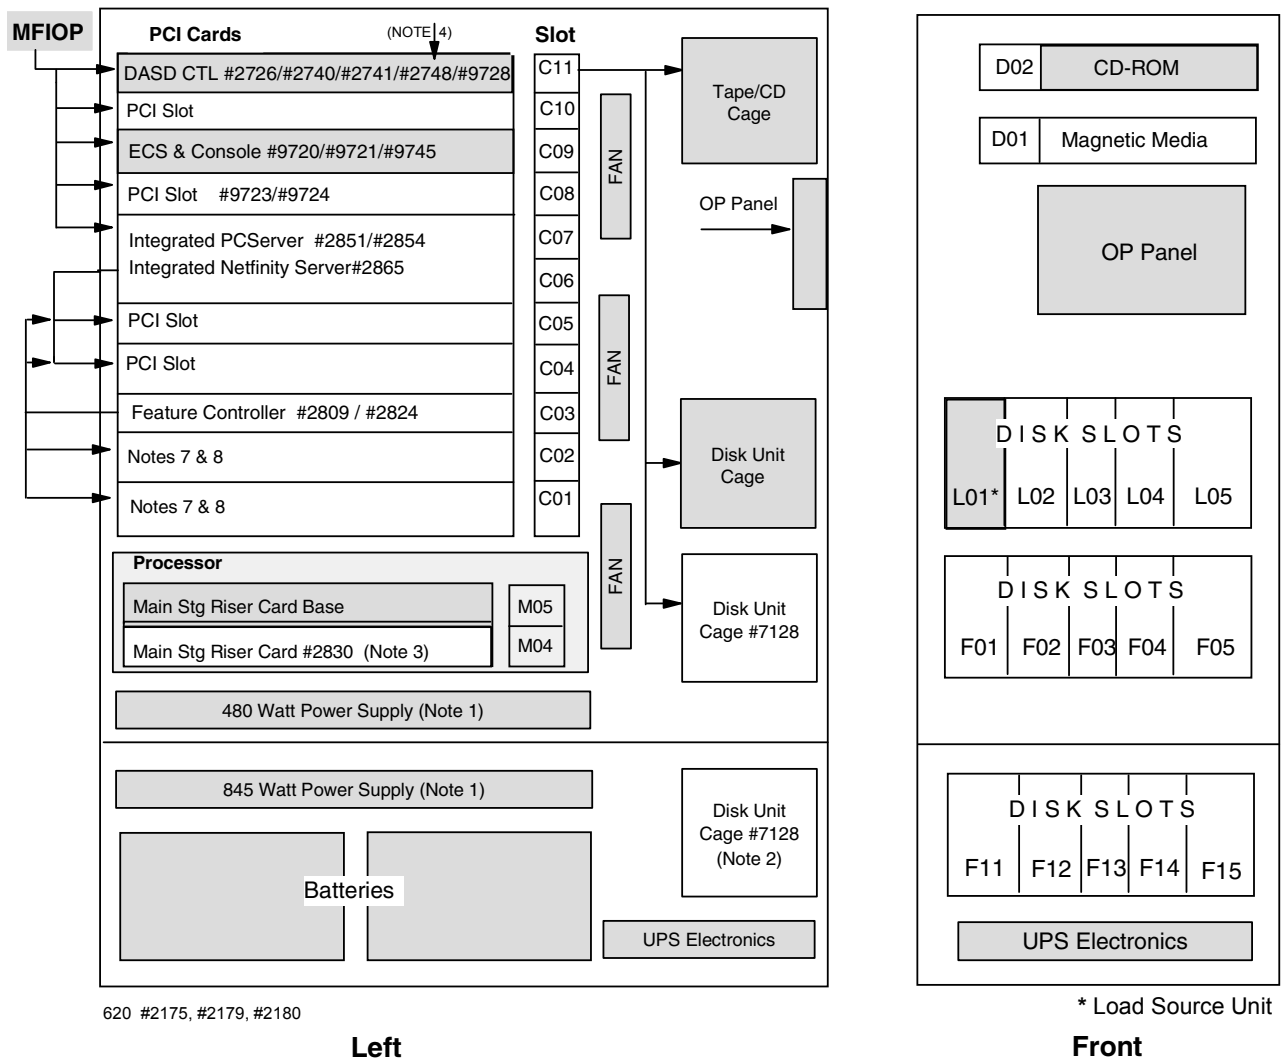 MFIOP
PCI Cards
(NOTE 4)
Slot
DASD CTL #2726/#2740/#2741/#2748/#9728
C11
PCI Slot
C10
ECS & Console #9720/#9721/#9745
C09
PCI Slot #9723/#9724
C08
Integrated PCServer #2851/#2854
C07
Integrated Netfinity Server#2865
C06
PCI Slot
C05
PCI Slot
C04
Feature Controller #2809 / #2824
C03
Notes 7 & 8
C02
Notes 7 & 8
C01
FAN
FAN
FAN
Tape/CD
Cage
OP Panel
Disk Unit
Cage
Disk Unit
Cage #7128
Processor
Main Stg Riser Card Base
M05
Main Stg Riser Card #2830 (Note 3)
M04
480 Watt Power Supply (Note 1)
845 Watt Power Supply (Note 1)
Disk Unit
Cage #7128
(Note 2)
Batteries
UPS Electronics
620 #2175, #2179, #2180
Left
D02
CD-ROM
D01
Magnetic Media
OP Panel
DISK SLOTS
L01* L02 L03 L04 L05
DISK SLOTS
F01 F02 F03 F04 F05
DISK SLOTS
F11 F12 F13 F14 F15
UPS Electronics
* Load Source Unit
Front